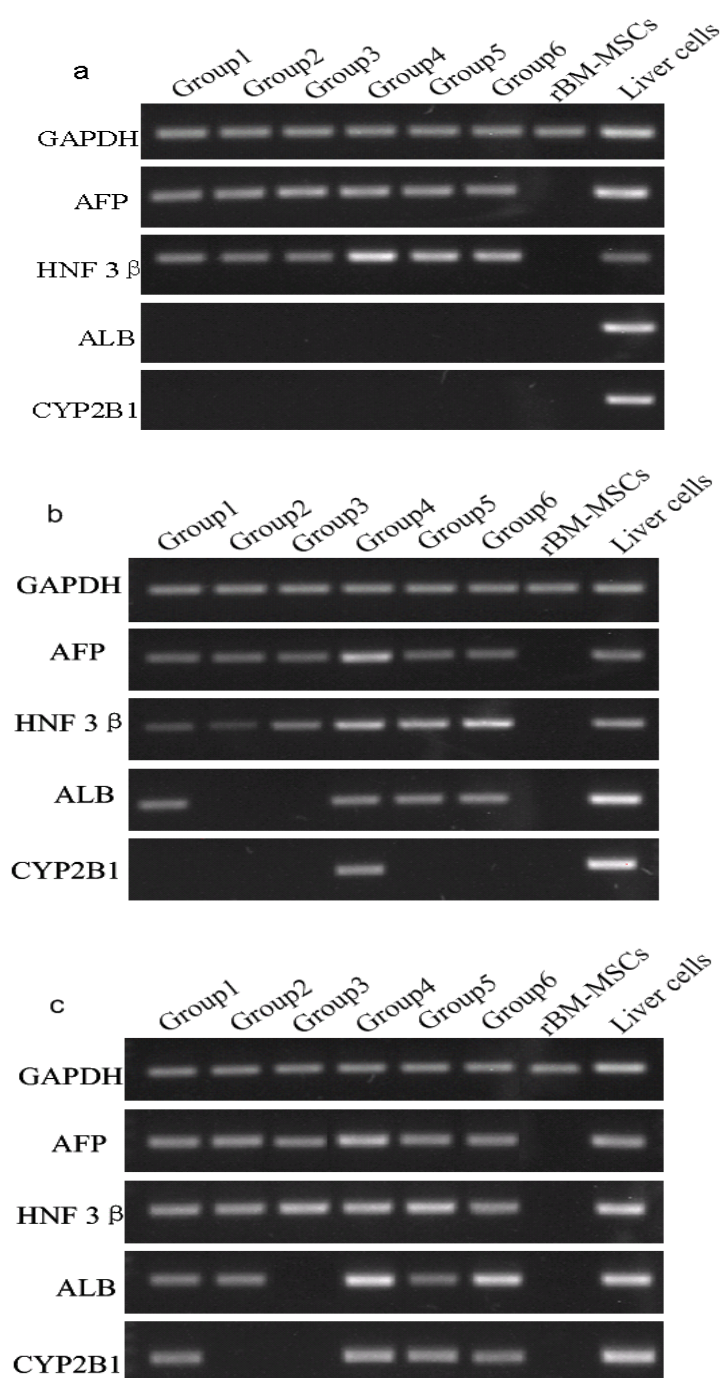 a
Group1 Group2 Group3 Group4 Group5 Group6 rBM-MSCs Liver cells
GAPDH
AFP
HNF 3 β
ALB
CYP2B1
b
Group1 Group2 Group3 Group4 Group5 Group6 rBM-MSCs Liver cells
GAPDH
AFP
HNF 3 β
ALB
CYP2B1
c
Group1 Group2 Group3 Group4 Group5 Group6 rBM-MSCs Liver cells
GAPDH
AFP
HNF 3 β
ALB
CYP2B1